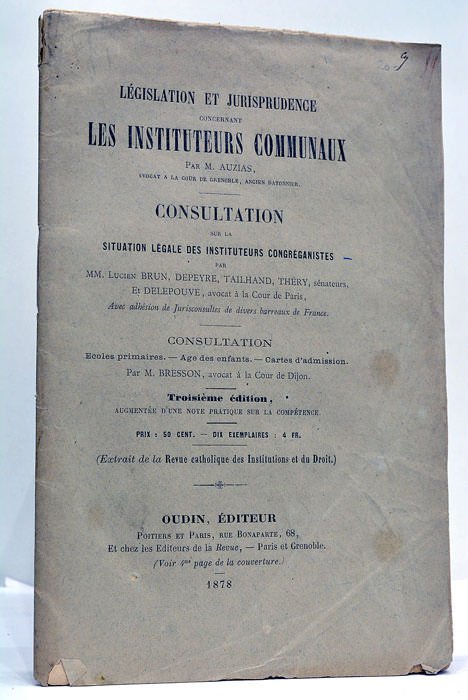 9
LÉGISLATION ET JURISPRUDENCE
CONCERNANT
LES INSTITUTEURS COMMUNAUX
PAR M. AUZIAS,
AVOCAT A LA COUR DE GRENOBLE, ANCIEN BATONNIER.
CONSULTATION
SUR LA
SITUATION LÉGALE DES INSTITUTEURS CONGRÉGANISTES
PAR
MM. LUCIEN BRUN, DEPEYRE, TAILHAND, THÉRY, sénateurs,
Et DELEPOUVE, avocat à la Cour de Paris,
Avec adhésion de Jurisconsultes de divers barreaux de France.
CONSULTATION
Ecoles primaires. — Age des enfants. — Cartes d'admission.
Par M. BRESSON, avocat à la Cour de Dijon.
Troisième édition,
AUGMENTÉE D'UNE NOTE PRATIQUE SUR LA COMPÉTENCE.
PRIX : 50 CENT. — DIX EXEMPLAIRES : 4 FR.
(Extrait de la Revue catholique des Institutions et du Droit.)
OUDIN, ÉDITEUR
POITIERS ET PARIS, RUE BONAPARTE, 68,
Et chez les Editeurs de la Revue, — Paris et Grenoble.
(Voir 4me page de la couverture.)
1878